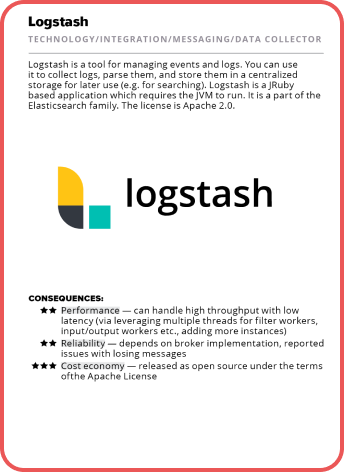 Logstash
TECHNOLOGY/INTEGRATION/MESSAGING/DATA COLLECTOR
Logstash is a tool for managing events and logs. You can use
it to collect logs, parse them, and store them in a centralized
storage for later use (e.g. for searching). Logstash is a JRuby
based application which requires the JVM to run. It is a part of the
Elasticsearch family. The license is Apache 2.0.
logstash
CONSEQUENCES:
★★ Performance — can handle high throughput with low
latency (via leveraging multiple threads for filter workers,
input/output workers etc., adding more instances)
★★ Reliability — depends on broker implementation, reported
issues with losing messages
★★★ Cost economy — released as open source under the terms
ofthe Apache License